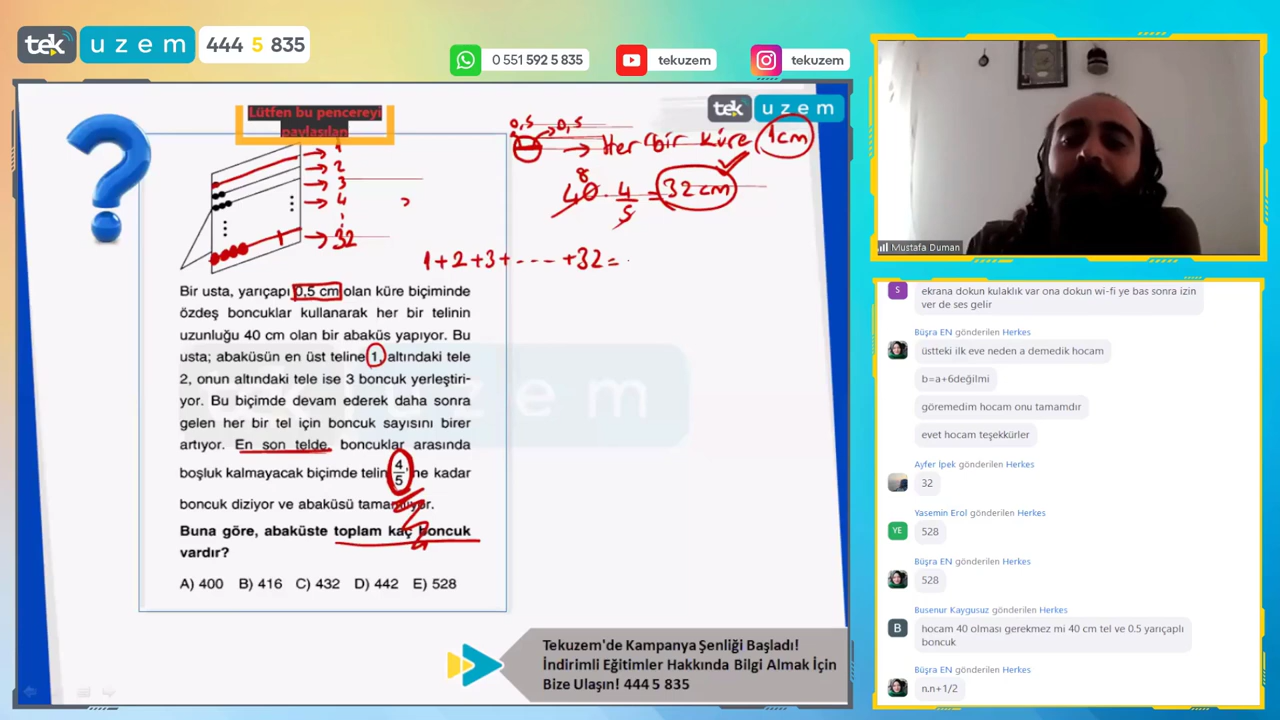 tek uzem 444 5 835
0 551 592 5 835
tekuzem
tekuzem
tek uzem
Lütfen bu pencereyi
paylaşılan
1
2
3
4
32
0,5 0,5
Her bir küre 1cm
8
40 . 4/5 = 32 cm
1+2+3+ ---- +32=
Bir usta, yarıçapı 0,5 cm olan küre biçiminde
özdeş boncuklar kullanarak her bir telinin
uzunluğu 40 cm olan bir abaküs yapıyor. Bu
usta; abaküsün en üst teline 1, altındaki tele
2, onun altındaki tele ise 3 boncuk yerleştiri-
yor. Bu biçimde devam ederek daha sonra
gelen her bir tel için boncuk sayısını birer
artıyor. En son telde, boncuklar arasında
boşluk kalmayacak biçimde telin 4/5 'ne kadar
boncuk diziyor ve abaküsü tamamlıyor.
Buna göre, abaküste toplam kaç boncuk
vardır?
A) 400 B) 416 C) 432 D) 442 E) 528
Tekuzem'de Kampanya Şenliği Başladı!
İndirimli Eğitimler Hakkında Bilgi Almak İçin
Bize Ulaşın! 444 5 835
Mustafa Duman
S
ekrana dokun kulaklık var ona dokun wi-fi ye bas sonra izin
ver de ses gelir
Büşra EN gönderilen Herkes
üstteki ilk eve neden a demedik hocam
b=a+6değilmi
göremedim hocam onu tamamdır
evet hocam teşekkürler
Ayfer İpek gönderilen Herkes
32
Yasemin Erol gönderilen Herkes
YE
528
Büşra EN gönderilen Herkes
528
Busenur Kaygusuz gönderilen Herkes
B
hocam 40 olması gerekmez mi 40 cm tel ve 0.5 yarıçaplı
boncuk
Büşra EN gönderilen Herkes
n.n+1/2